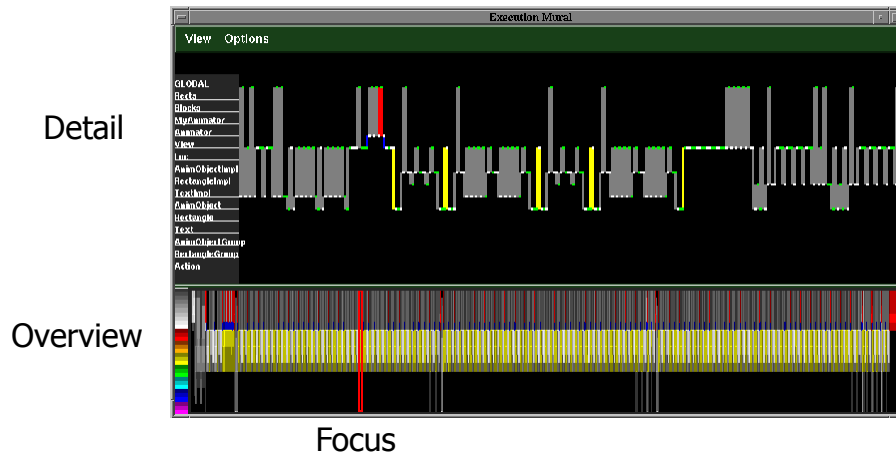 Execution Mural
View Options
Detail
GLOBAL
Rects
Blocks
MyAnimator
Animator
View
Loc
AnimObjectImpl
RectangleImpl
TextImpl
AnimObject
Rectangle
Text
AnimObjectGroup
RectangleGroup
Action
Overview
Focus